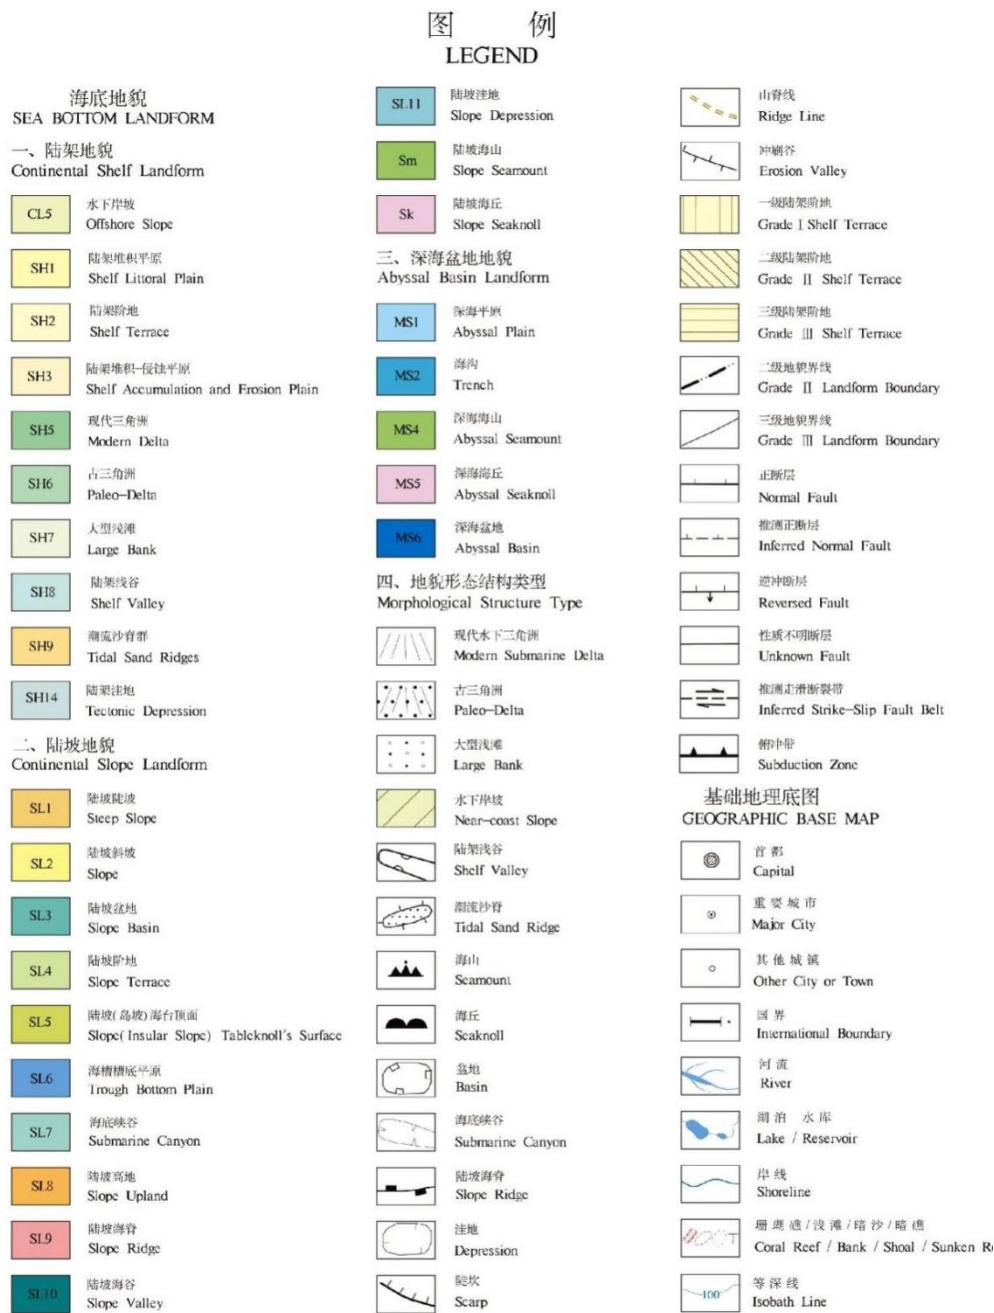 图 例
LEGEND
海底地貌
SEA BOTTOM LANDFORM
一、陆架地貌
Continental Shelf Landform
CL5
水下岸坡
Offshore Slope
SH1
陆架堆积平原
Shelf Littoral Plain
SH2
陆架阶地
Shelf Terrace
SH3
陆架堆积-侵蚀平原
Shelf Accumulation and Erosion Plain
SH5
现代三角洲
Modern Delta
SH6
古三角洲
Paleo-Delta
SH7
大型浅滩
Large Bank
SH8
陆架浅谷
Shelf Valley
SH9
潮流沙脊群
Tidal Sand Ridges
SH14
陆架洼地
Tectonic Depression
二、陆坡地貌
Continental Slope Landform
SL1
陆坡陡坡
Steep Slope
SL2
陆坡斜坡
Slope
SL3
陆坡盆地
Slope Basin
SL4
陆坡阶地
Slope Terrace
SL5
陆坡(岛坡)海台顶面
Slope(Insular Slope) Tableknoll's Surface
SL6
海槽槽底平原
Trough Bottom Plain
SL7
海底峡谷
Submarine Canyon
SL8
陆坡高地
Slope Upland
SL9
陆坡海脊
Slope Ridge
SL10
陆坡海谷
Slope Valley
SL11
陆坡洼地
Slope Depression
Sm
陆坡海山
Slope Seamount
Sk
陆坡海丘
Slope Seaknoll
三、深海盆地地貌
Abyssal Basin Landform
MS1
深海平原
Abyssal Plain
MS2
海沟
Trench
MS4
深海海山
Abyssal Seamount
MS5
深海海丘
Abyssal Seaknoll
MS6
深海盆地
Abyssal Basin
四、地貌形态结构类型
Morphological Structure Type
现代水下三角洲
Modern Submarine Delta
古三角洲
Paleo-Delta
大型浅滩
Large Bank
水下岸坡
Near-coast Slope
陆架浅谷
Shelf Valley
潮流沙脊
Tidal Sand Ridge
海山
Seamount
海丘
Seaknoll
盆地
Basin
海底峡谷
Submarine Canyon
陆坡海脊
Slope Ridge
洼地
Depression
陡坎
Scarp
山脊线
Ridge Line
冲刷谷
Erosion Valley
一级陆架阶地
Grade I Shelf Terrace
二级陆架阶地
Grade II Shelf Terrace
三级陆架阶地
Grade III Shelf Terrace
二级地貌界线
Grade II Landform Boundary
三级地貌界线
Grade III Landform Boundary
正断层
Normal Fault
推测正断层
Inferred Normal Fault
逆冲断层
Reversed Fault
性质不明断层
Unknown Fault
推测走滑断裂带
Inferred Strike-Slip Fault Belt
俯冲带
Subduction Zone
基础地理底图
GEOGRAPHIC BASE MAP
首都
Capital
重要城市
Major City
其他城镇
Other City or Town
国界
International Boundary
河流
River
湖泊 水库
Lake / Reservoir
岸线
Shoreline
珊瑚礁/浅滩/暗沙/暗礁
Coral Reef / Bank / Shoal / Sunken R
100
等深线
Isobath Line